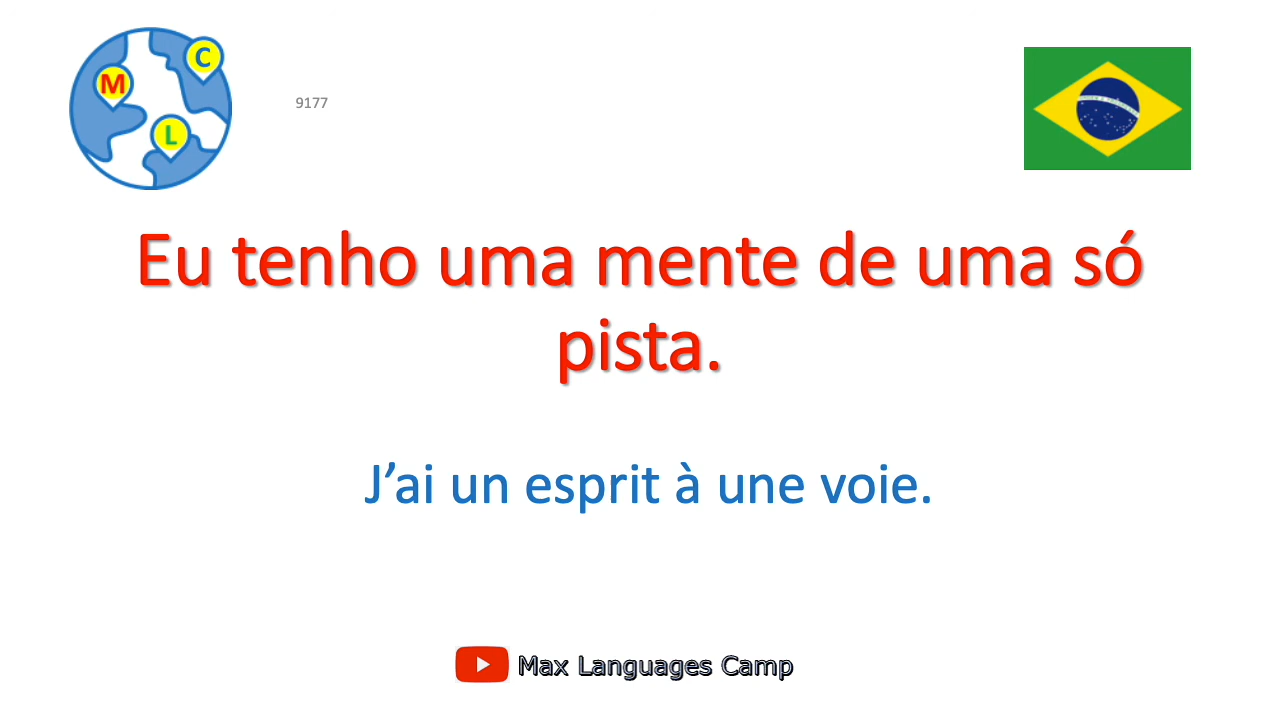 C
M
L
9177
Eu tenho uma mente de uma só
pista.
J’ai un esprit à une voie.
Max Languages Camp